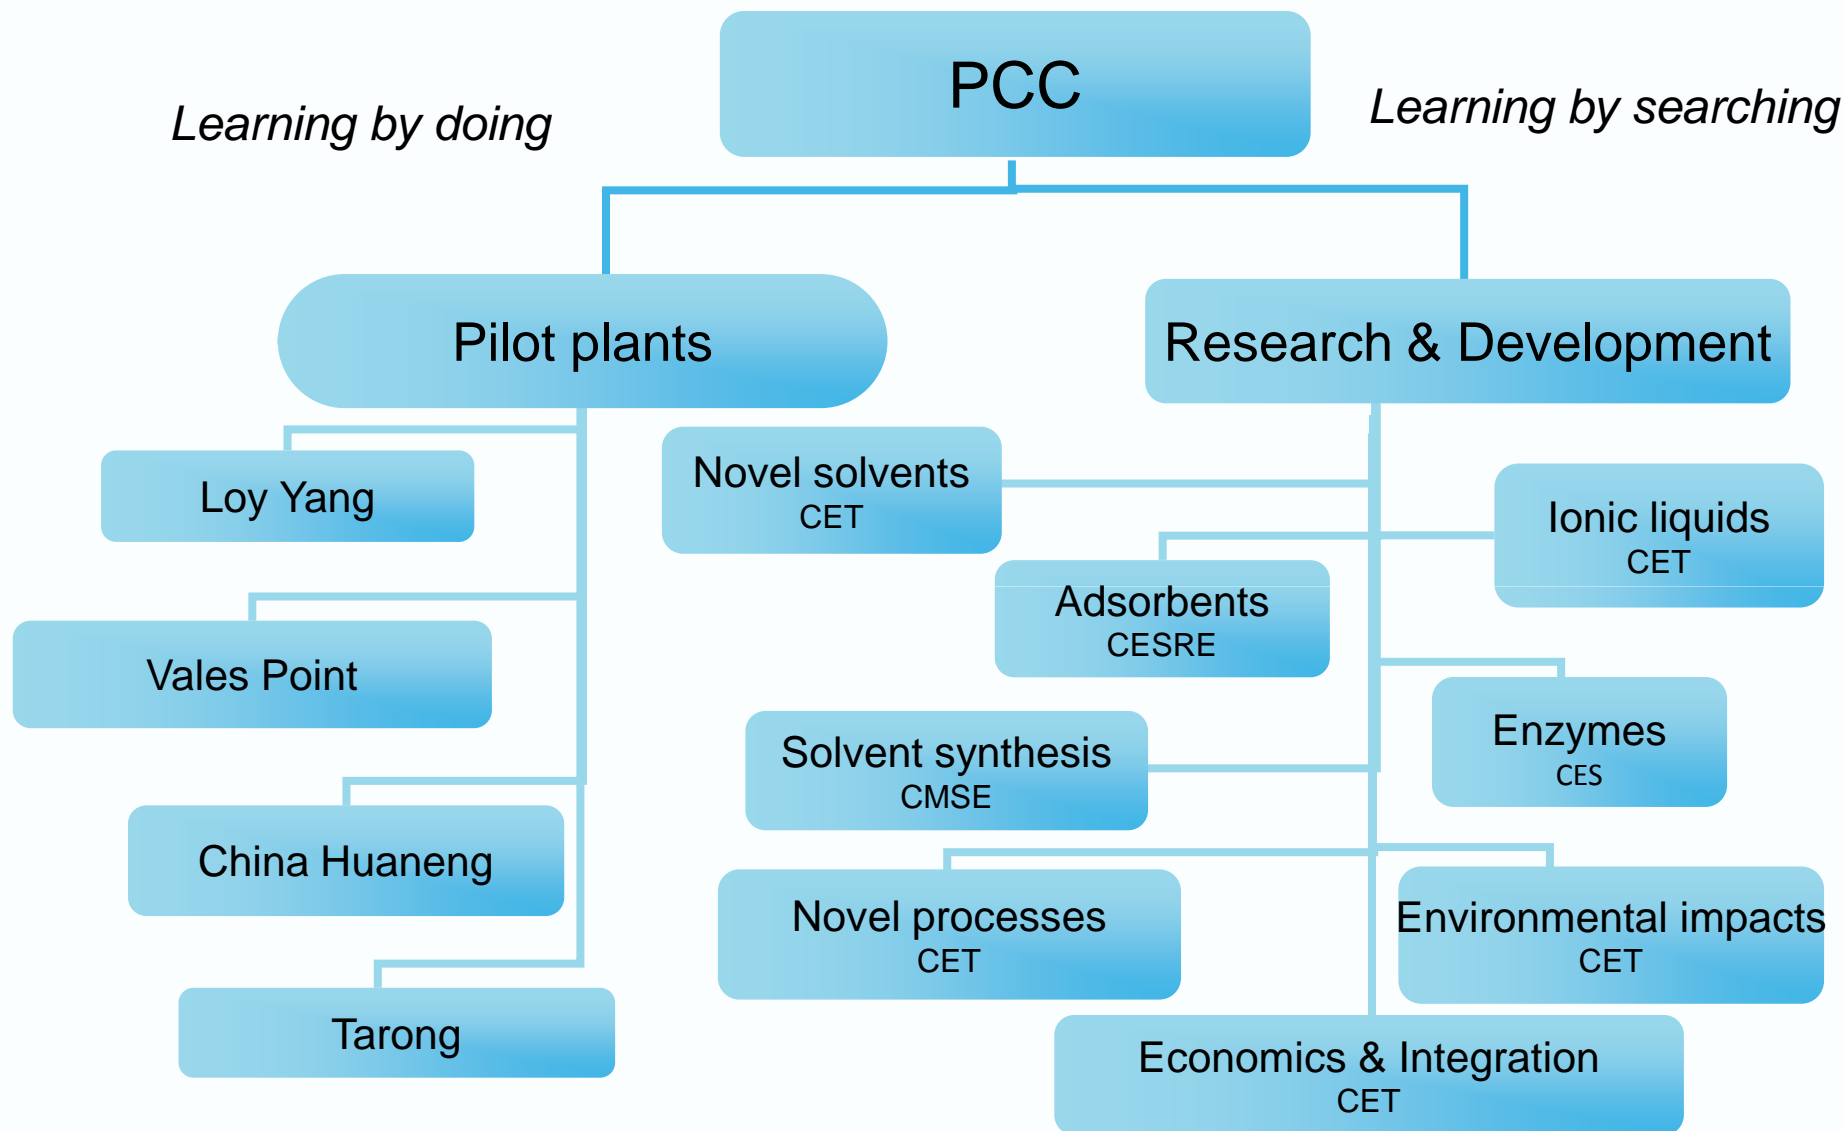 PCC
Learning by doing
Learning by searching
Pilot plants
Research & Development
Loy Yang
Vales Point
China Huaneng
Tarong
Novel solvents
CET
Ionic liquids
CET
Adsorbents
CESRE
Enzymes
CES
Solvent synthesis
CMSE
Novel processes
CET
Environmental impacts
CET
Economics & Integration
CET